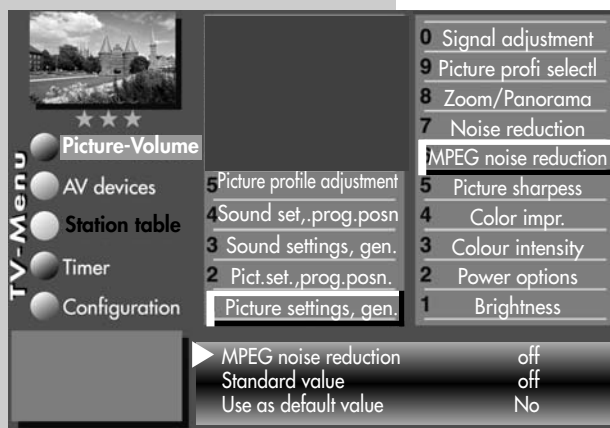 TV-Menu
Picture-Volume
AV devices
Station table
Timer
Configuration
5 Picture profile adjustment
4 Sound set,.prog.posn
3 Sound settings, gen.
2 Pict.set.,prog.posn.
Picture settings, gen.
0 Signal adjustment
9 Picture profi selectl
8 Zoom/Panorama
7 Noise reduction
6 MPEG noise reduction
5 Picture sharpess
4 Color impr.
3 Colour intensity
2 Power options
1 Brightness
MPEG noise reduction off
Standard value off
Use as default value No